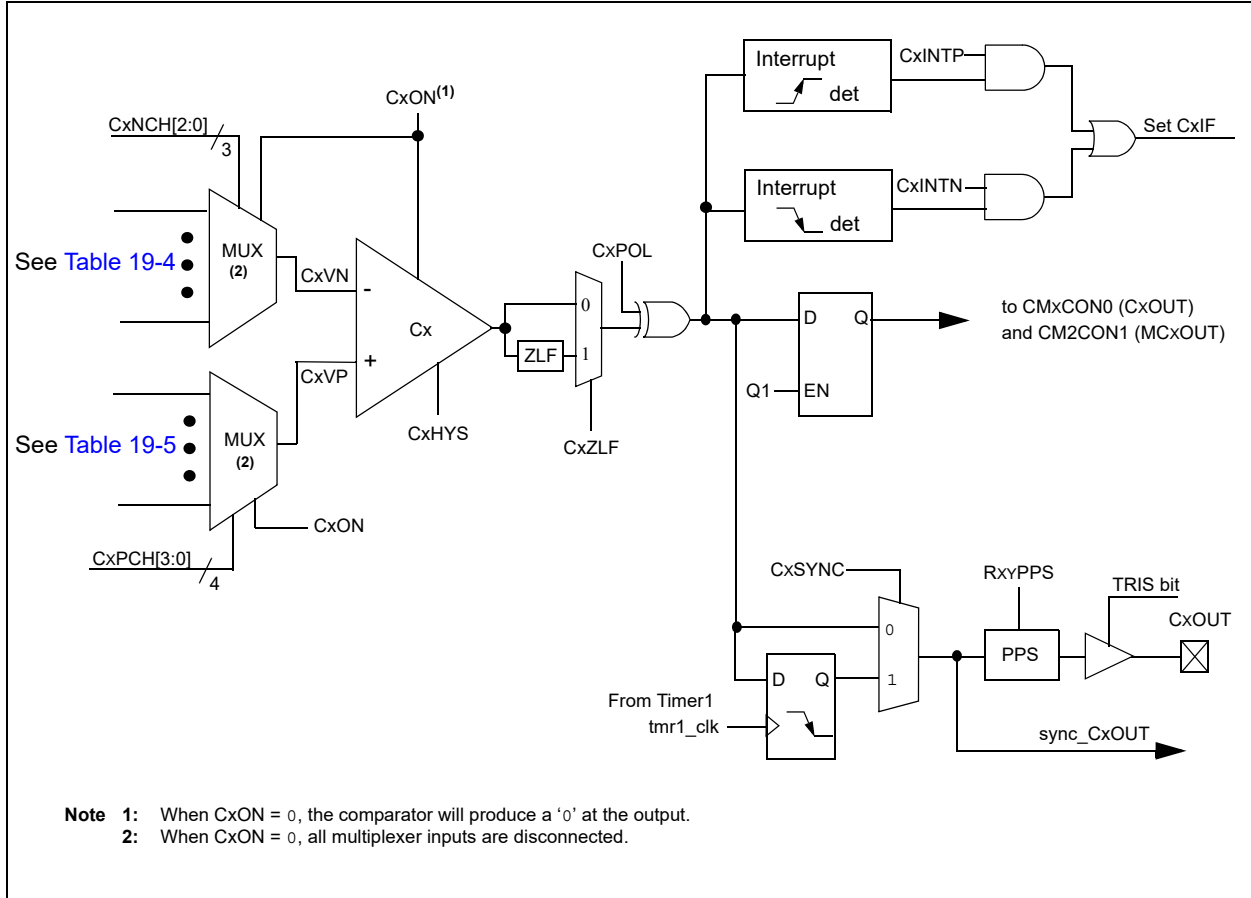 Interrupt
det
CxINTP
CxON(1)
CxNCH[2:0]
3
Set CxIF
Interrupt
det
CxINTN
MUX
(2)
See Table 19-4
CxVN
-
Cx
+
CxVP
CxPOL
0
ZLF
1
D Q
Q1 EN
to CMxCON0 (CxOUT)
and CM2CON1 (MCxOUT)
CxHYS
CxZLF
See Table 19-5
MUX
(2)
CxON
CxPCH[3:0]
4
CxSYNC
RxyPPS
TRIS bit
CxOUT
0
PPS
D Q
1
From Timer1
tmr1_clk
sync_CxOUT
Note 1: When CxON = 0, the comparator will produce a ‘0’ at the output.
2: When CxON = 0, all multiplexer inputs are disconnected.